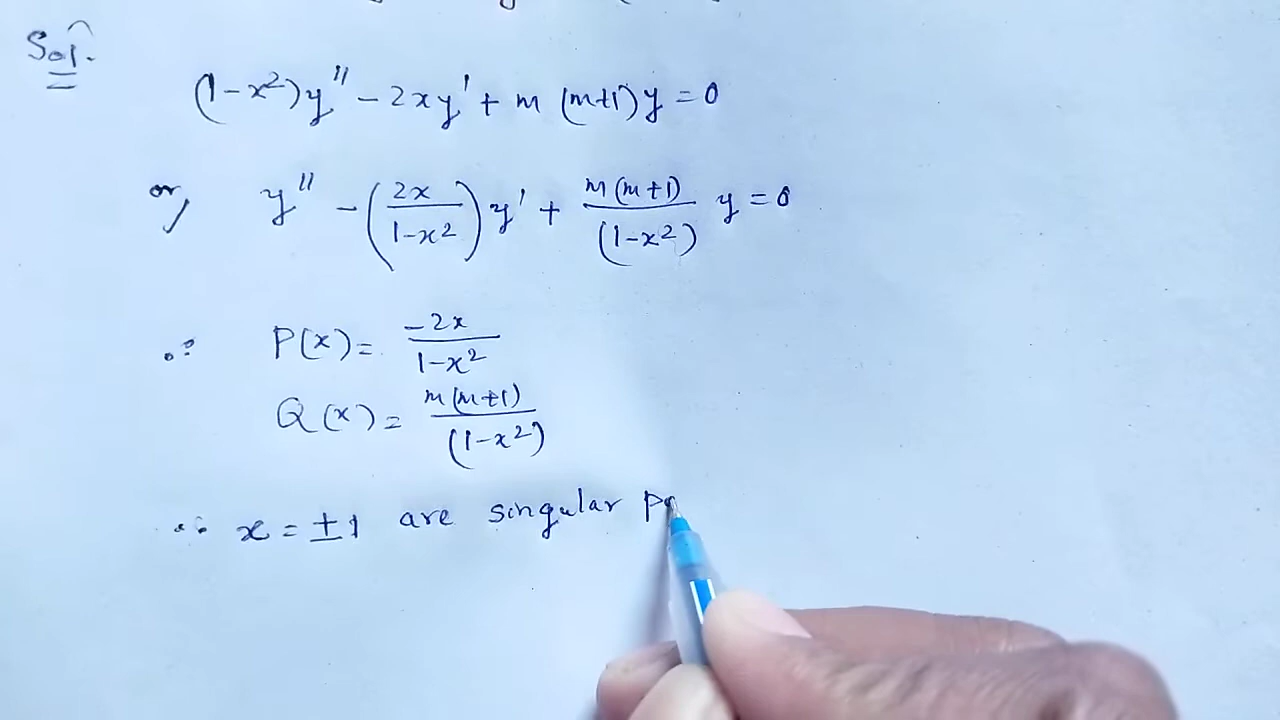 Sol^n.
(1-x²)y'' - 2xy' + m (m+1)y = 0
or, y'' - (2x/(1-x²)) y' + m(m+1)/(1-x²) y = 0
∴ P(x) = -2x/(1-x²)
Q(x) = m(m+1)/(1-x²)
∴ x = ±1 are singular